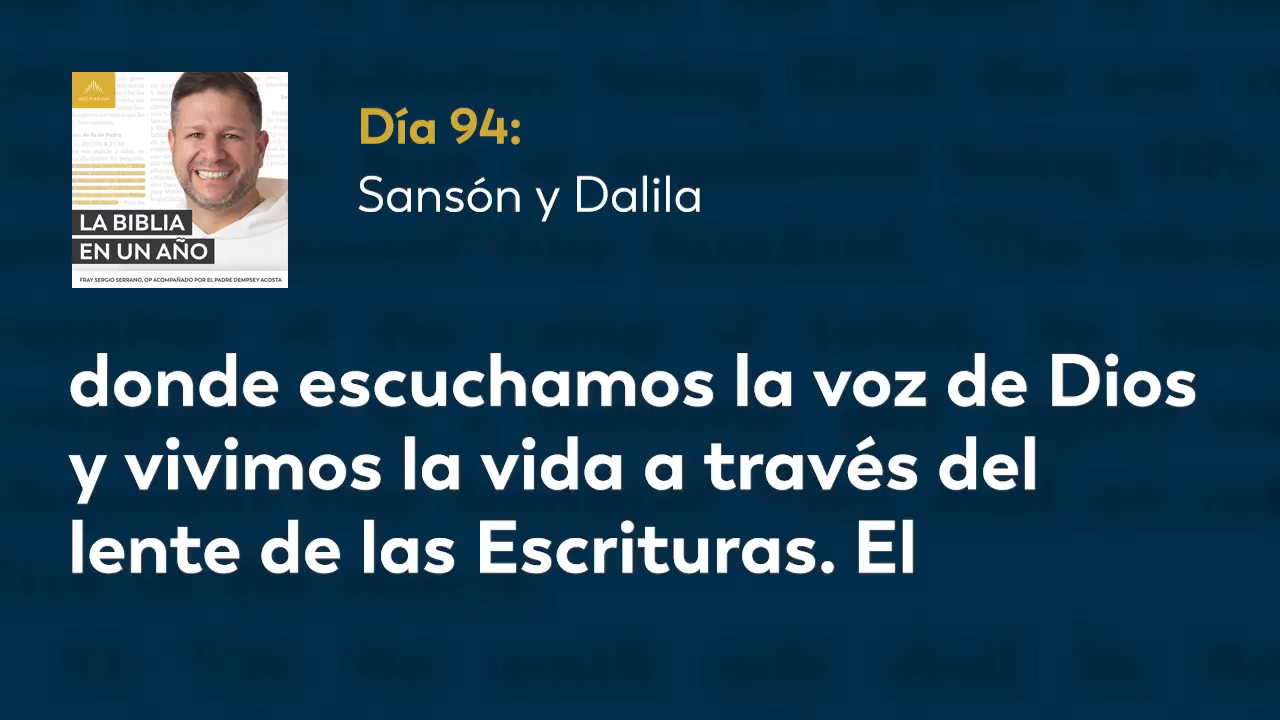 ASCENSION
LA BIBLIA
EN UN AÑO
FRAY SERGIO SERRANO, OP ACOMPAÑADO POR EL PADRE DEMPSEY ACOSTA
Día 94:
Sansón y Dalila
donde escuchamos la voz de Dios
y vivimos la vida a través del
lente de las Escrituras. El